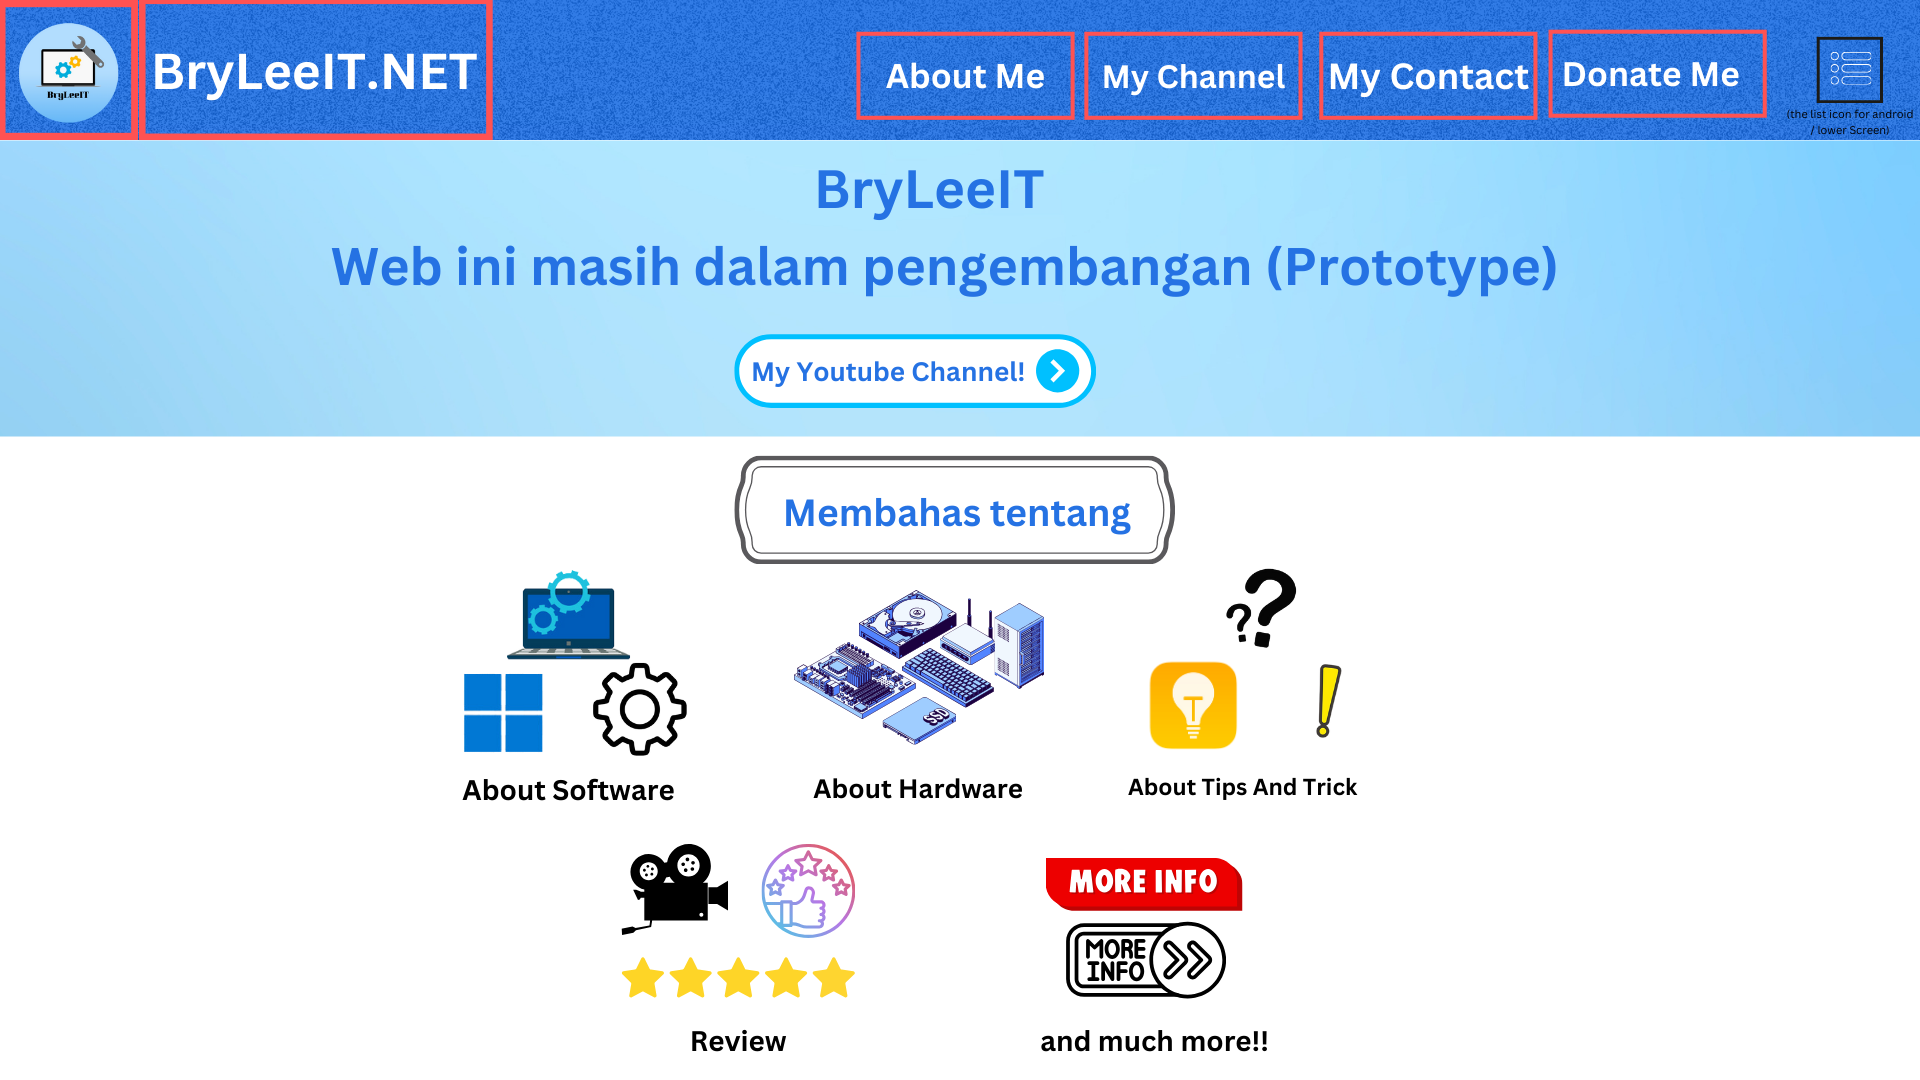 BryLeeIT
BryLeeIT.NET
About Me
My Channel
My Contact
Donate Me
(the list icon for android
/ lower Screen)
BryLeeIT
Web ini masih dalam pengembangan (Prototype)
My Youtube Channel!
Membahas tentang
SSD
T
About Software
About Hardware
About Tips And Trick
MORE INFO
MORE
INFO
Review
and much more!!